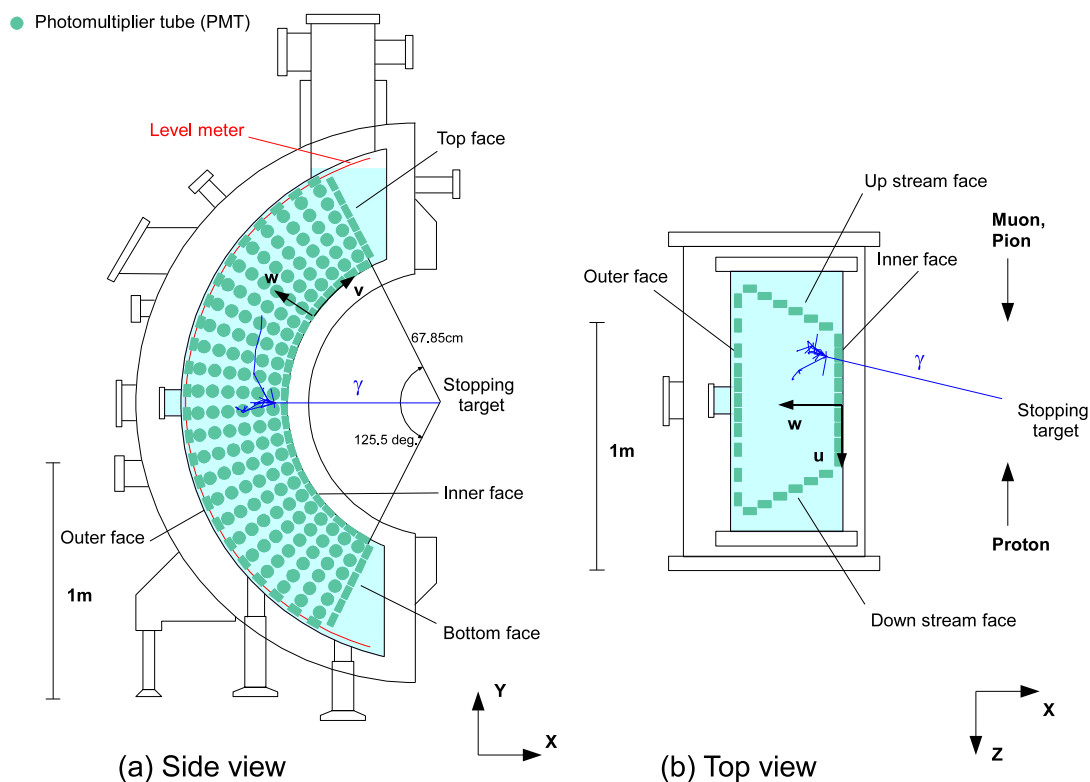 Photomultiplier tube (PMT)
Level meter
Top face
w
v
67.85cm
γ
Stopping
target
125.5 deg.
Inner face
Outer face
1m
Bottom face
Y
X
(a) Side view
Up stream face
Muon,
Pion
Outer face
Inner face
γ
Stopping
target
w
u
1m
Proton
Down stream face
X
Z
(b) Top view